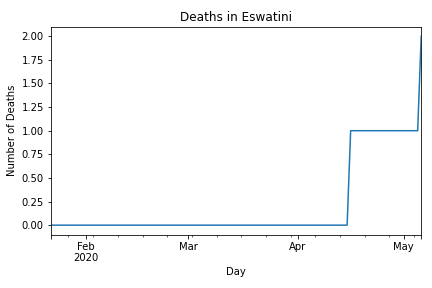 Deaths in Eswatini
2.00
1.75
1.50
1.25
1.00
0.75
0.50
0.25
0.00
Number of Deaths
Feb
2020
Mar
Apr
May
Day